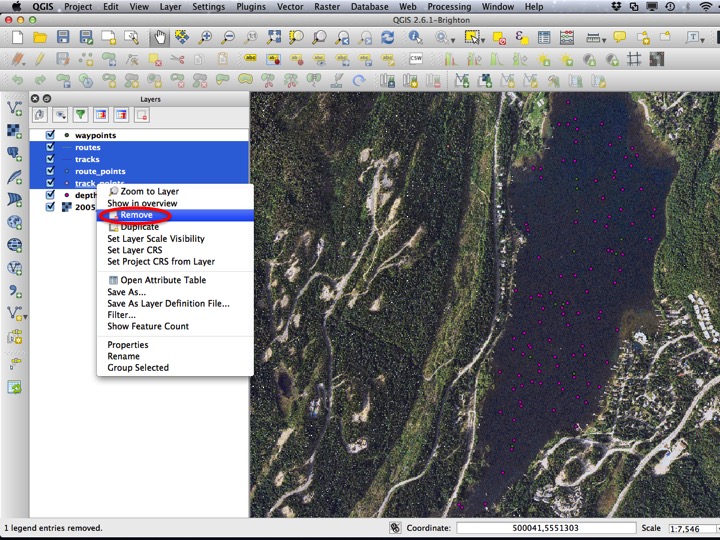 QGIS Project Edit View Layer Settings Plugins Vector Raster Database Web Processing Window Help
QGIS 2.6.1-Brighton
CSW
Layers
waypoints
routes
tracks
route_points
track_points
depth
2005
Zoom to Layer
Show in overview
Remove
Duplicate
Set Layer Scale Visibility
Set Layer CRS
Set Project CRS from Layer
Open Attribute Table
Save As...
Save As Layer Definition File...
Filter...
Show Feature Count
Properties
Rename
Group Selected
1 legend entries removed.
Coordinate: 500041,5551303 Scale 1:7,546